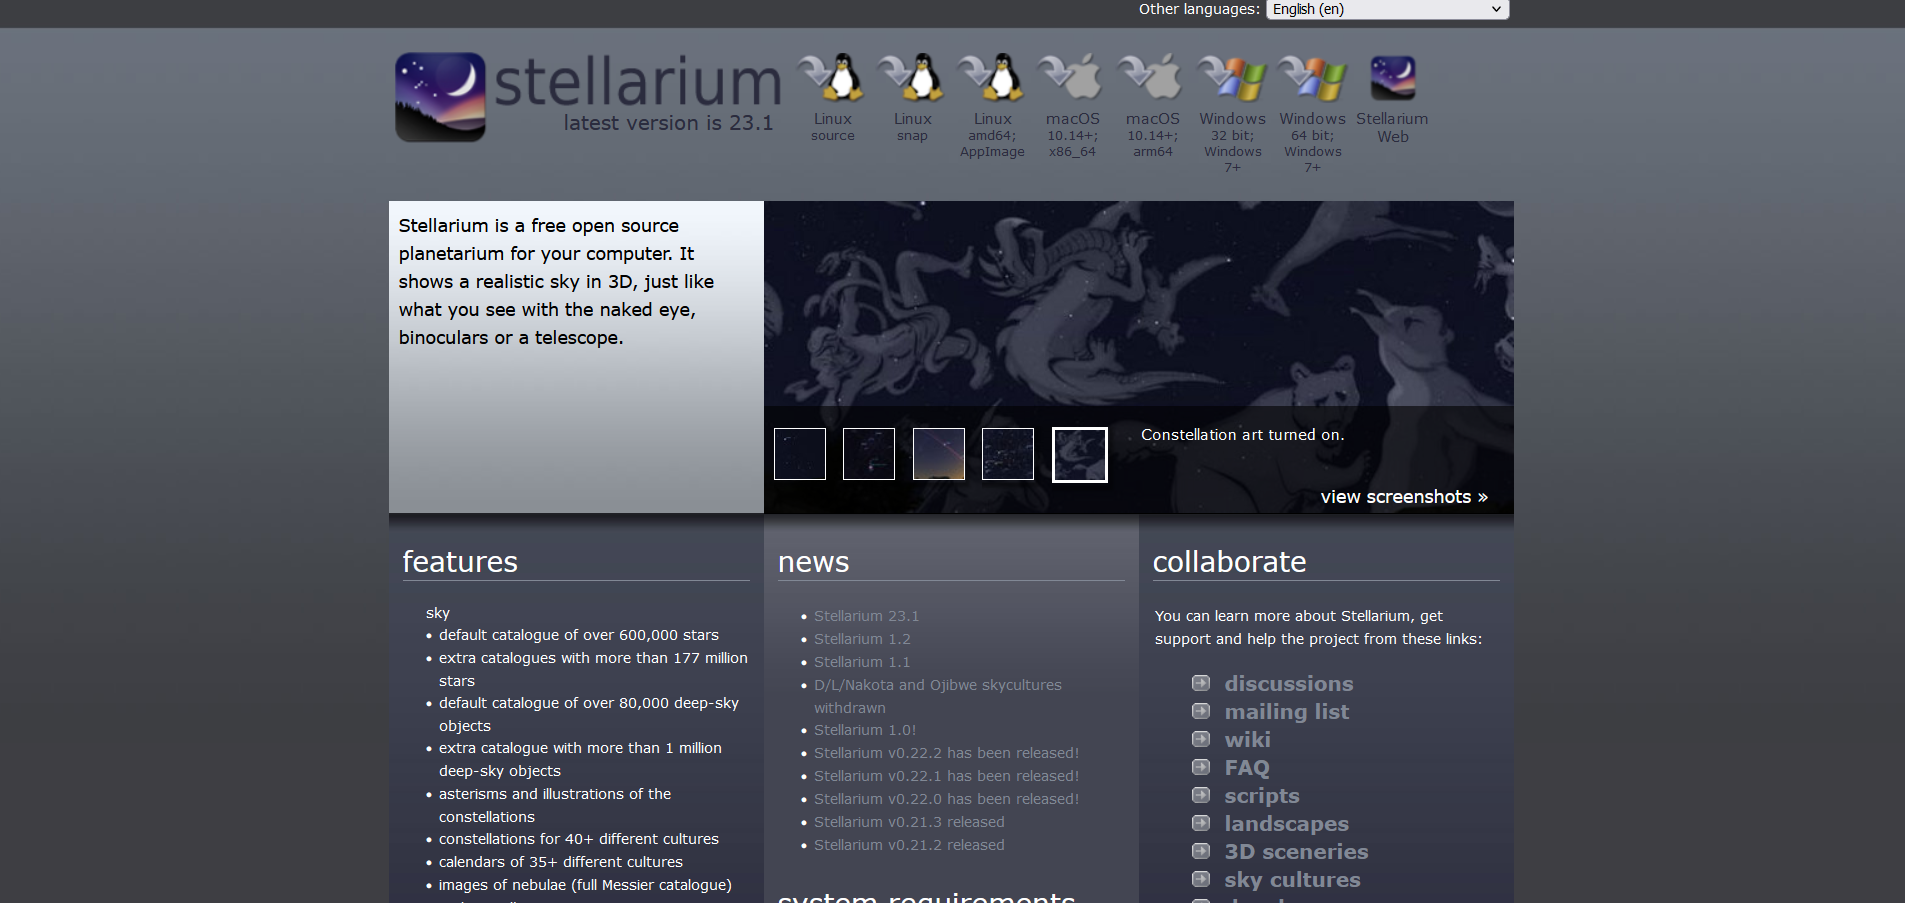 Other languages: English (en)
stellarium
latest version is 23.1
Linux
source
Linux
snap
Linux
amd64;
AppImage
macOS
10.14+;
x86_64
macOS
10.14+;
arm64
Windows
32 bit;
Windows
7+
Windows
64 bit;
Windows
7+
Stellarium
Web
Stellarium is a free open source
planetarium for your computer. It
shows a realistic sky in 3D, just like
what you see with the naked eye,
binoculars or a telescope.
Constellation art turned on.
view screenshots »
features
sky
• default catalogue of over 600,000 stars
• extra catalogues with more than 177 million
stars
• default catalogue of over 80,000 deep-sky
objects
• extra catalogue with more than 1 million
deep-sky objects
• asterisms and illustrations of the
constellations
• constellations for 40+ different cultures
• calendars of 35+ different cultures
• images of nebulae (full Messier catalogue)
news
• Stellarium 23.1
• Stellarium 1.2
• Stellarium 1.1
• D/L/Nakota and Ojibwe skycultures
withdrawn
• Stellarium 1.0!
• Stellarium v0.22.2 has been released!
• Stellarium v0.22.1 has been released!
• Stellarium v0.22.0 has been released!
• Stellarium v0.21.3 released
• Stellarium v0.21.2 released
system requirements
collaborate
You can learn more about Stellarium, get
support and help the project from these links:
discussions
mailing list
wiki
FAQ
scripts
landscapes
3D sceneries
sky cultures